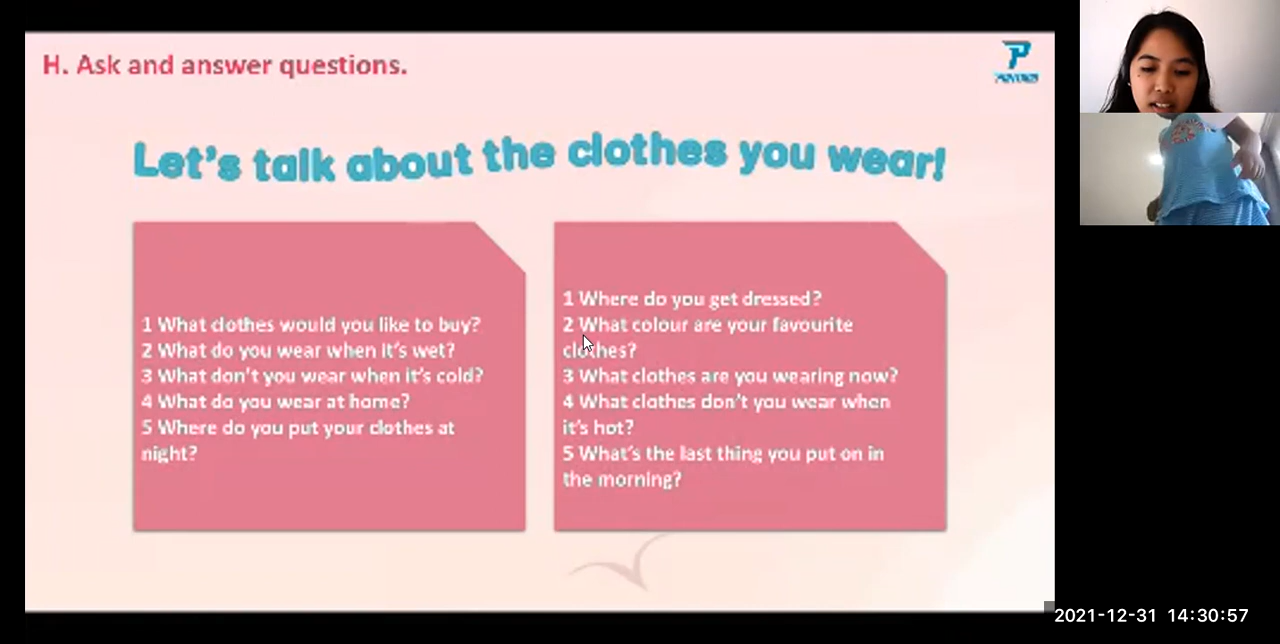 H. Ask and answer questions.
Let's talk about the clothes you wear!
1 What clothes would you like to buy?
2 What do you wear when it's wet?
3 What don't you wear when it's cold?
4 What do you wear at home?
5 Where do you put your clothes at
night?
1 Where do you get dressed?
2 What colour are your favourite
clothes?
3 What clothes are you wearing now?
4 What clothes don't you wear when
it's hot?
5 What's the last thing you put on in
the morning?
2021-12-31 14:30:57